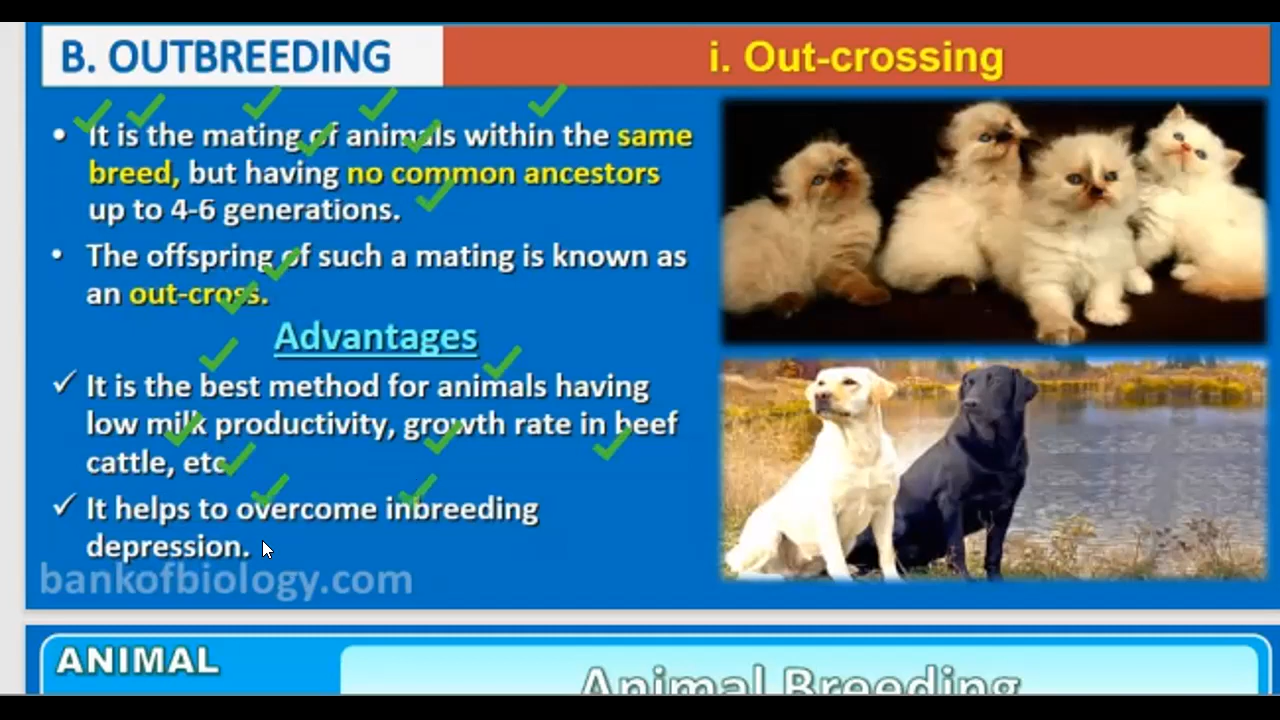 B. OUTBREEDING
i. Out-crossing
• It is the mating of animals within the same
breed, but having no common ancestors
up to 4-6 generations.
• The offspring of such a mating is known as
an out-cross.
Advantages
✓ It is the best method for animals having
low milk productivity, growth rate in beef
cattle, etc
✓ It helps to overcome inbreeding
depression.
bankofbiology.com
ANIMAL
Animal Breeding